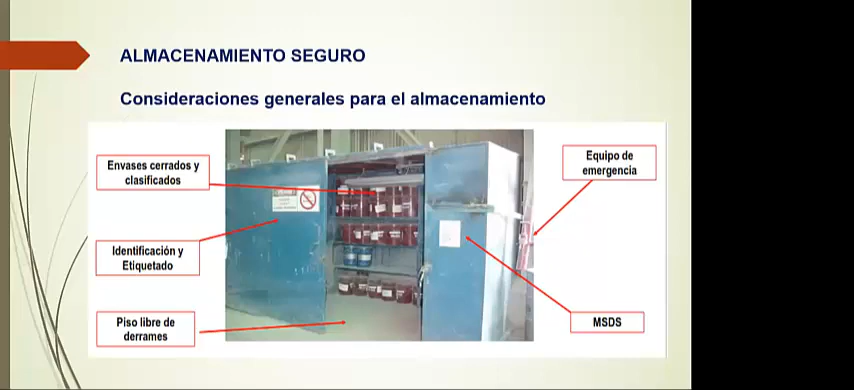 ALMACENAMIENTO SEGURO
Consideraciones generales para el almacenamiento
Envases cerrados y
clasificados
Equipo de
emergencia
Identificación y
Etiquetado
Piso libre de
derrames
MSDS